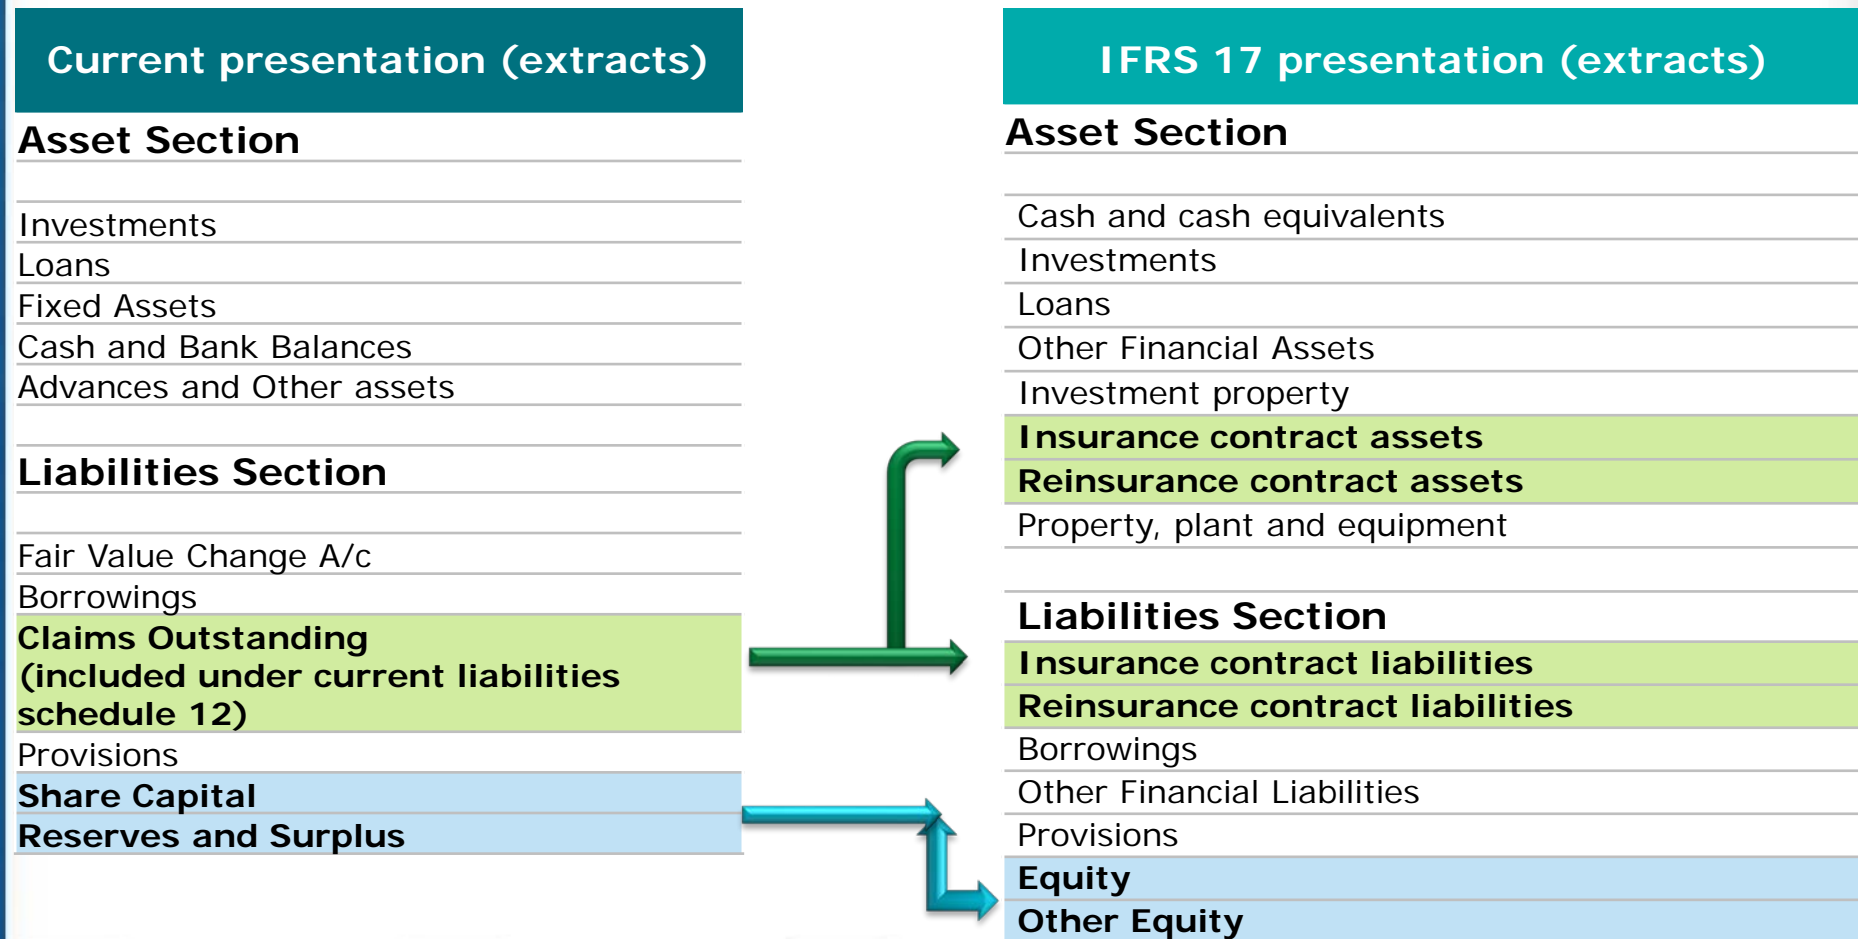 Current presentation (extracts)
Asset Section
Investments
Loans
Fixed Assets
Cash and Bank Balances
Advances and Other assets
Liabilities Section
Fair Value Change A/c
Borrowings
Claims Outstanding
(included under current liabilities
schedule 12)
Provisions
Share Capital
Reserves and Surplus
IFRS 17 presentation (extracts)
Asset Section
Cash and cash equivalents
Investments
Loans
Other Financial Assets
Investment property
Insurance contract assets
Reinsurance contract assets
Property, plant and equipment
Liabilities Section
Insurance contract liabilities
Reinsurance contract liabilities
Borrowings
Other Financial Liabilities
Provisions
Equity
Other Equity